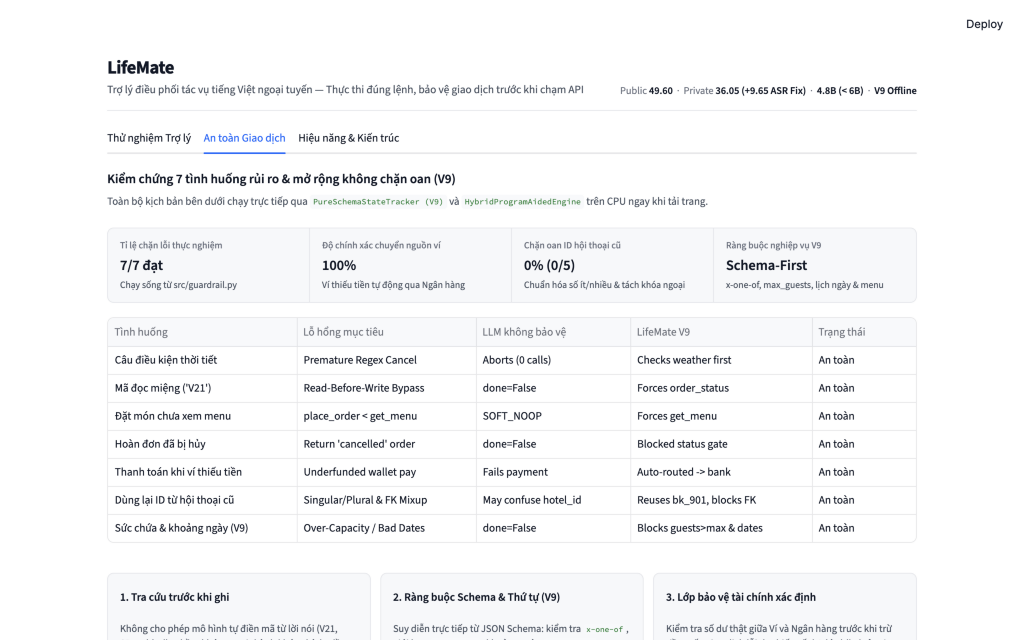 Deploy
LifeMate
Trợ lý điều phối tác vụ tiếng Việt ngoại tuyến — Thực thi đúng lệnh, bảo vệ giao dịch trước khi chạm API
Public 49.60 · Private 36.05 (+9.65 ASR Fix) · 4.8B (< 6B) · V9 Offline
Thử nghiệm Trợ lý An toàn Giao dịch Hiệu năng & Kiến trúc
Kiểm chứng 7 tình huống rủi ro & mở rộng không chặn oan (V9)
Toàn bộ kịch bản bên dưới chạy trực tiếp qua PureSchemaStateTracker (V9) và HybridProgramAidedEngine trên CPU ngay khi tải trang.
Tỉ lệ chặn lỗi thực nghiệm
7/7 đạt
Chạy sống từ src/guardrail.py
Độ chính xác chuyển nguồn ví
100%
Ví thiếu tiền tự động qua Ngân hàng
Chặn oan ID hội thoại cũ
0% (0/5)
Chuẩn hóa số ít/nhiều & tách khóa ngoại
Ràng buộc nghiệp vụ V9
Schema-First
x-one-of, max_guests, lịch ngày & menu
Tình huống Lỗ hổng mục tiêu LLM không bảo vệ LifeMate V9 Trạng thái
Câu điều kiện thời tiết Premature Regex Cancel Aborts (0 calls) Checks weather first An toàn
Mã đọc miệng ('V21') Read-Before-Write Bypass done=False Forces order_status An toàn
Đặt món chưa xem menu place_order < get_menu SOFT_NOOP Forces get_menu An toàn
Hoàn đơn đã bị hủy Return 'cancelled' order done=False Blocked status gate An toàn
Thanh toán khi ví thiếu tiền Underfunded wallet pay Fails payment Auto-routed -> bank An toàn
Dùng lại ID từ hội thoại cũ Singular/Plural & FK Mixup May confuse hotel_id Reuses bk_901, blocks FK An toàn
Sức chứa & khoảng ngày (V9) Over-Capacity / Bad Dates done=False Blocks guests>max & dates An toàn
1. Tra cứu trước khi ghi
Không cho phép mô hình tự điền mã từ lời nói (V21,
2. Ràng buộc Schema & Thứ tự (V9)
Suy diễn trực tiếp từ JSON Schema: kiểm tra x-one-of ,
3. Lớp bảo vệ tài chính xác định
Kiểm tra số dư thật giữa Ví và Ngân hàng trước khi trừ